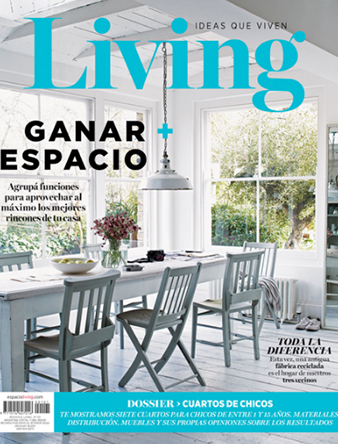 IDEAS QUE VIVEN
Living
GANAR +
ESPACIO
Agrupá funciones
para aprovechar al
máximo los mejores
rincones de tu casa
TODA LA
DIFERENCIA
Esta vez, una antigua
fábrica reciclada
es el hogar de nuestros
tres vecinos
espacioliving.com
DOSSIER > CUARTOS DE CHICOS
TE MOSTRAMOS SIETE CUARTOS PARA CHICOS DE ENTRE 1 Y 11 AÑOS. MATERIALES,
DISTRIBUCIÓN, MUEBLES Y SUS PROPIAS OPINIONES SOBRE LOS RESULTADOS